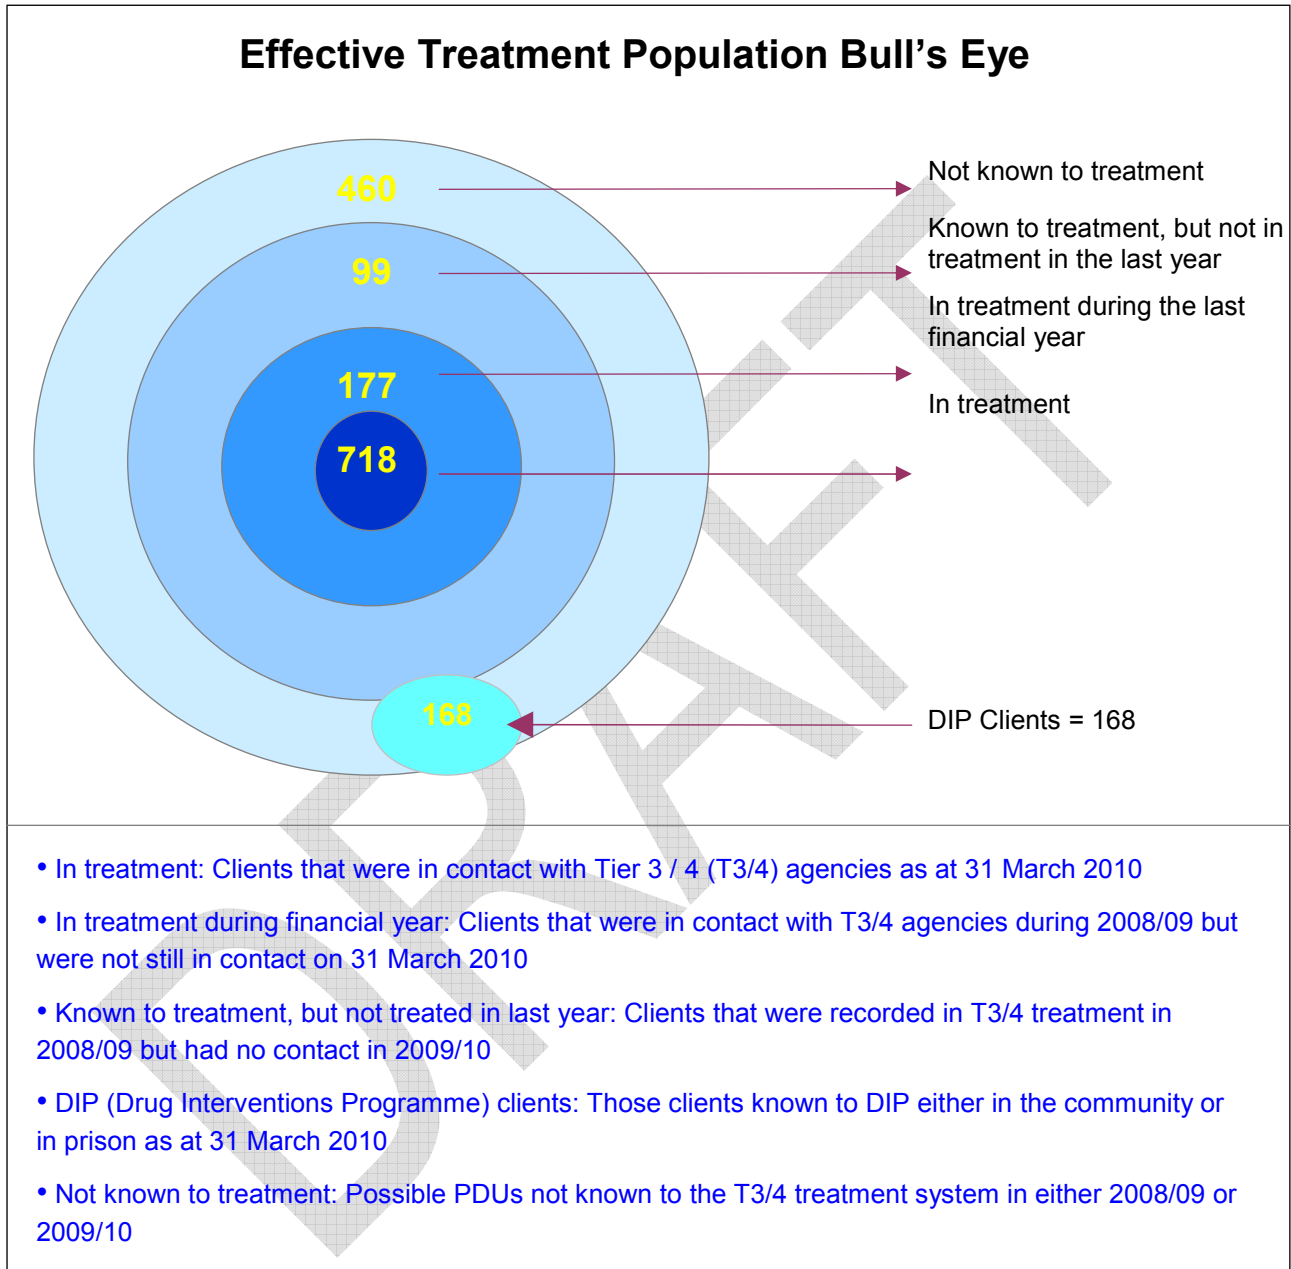 Effective Treatment Population Bull's Eye
460
Not known to treatment
99
Known to treatment, but not in
treatment in the last year
In treatment during the last
financial year
177
In treatment
718
168
DIP Clients = 168
DRAFT
• In treatment: Clients that were in contact with Tier 3 / 4 (T3/4) agencies as at 31 March 2010
• In treatment during financial year: Clients that were in contact with T3/4 agencies during 2008/09 but
were not still in contact on 31 March 2010
• Known to treatment, but not treated in last year: Clients that were recorded in T3/4 treatment in
2008/09 but had no contact in 2009/10
• DIP (Drug Interventions Programme) clients: Those clients known to DIP either in the community or
in prison as at 31 March 2010
• Not known to treatment: Possible PDUs not known to the T3/4 treatment system in either 2008/09 or
2009/10